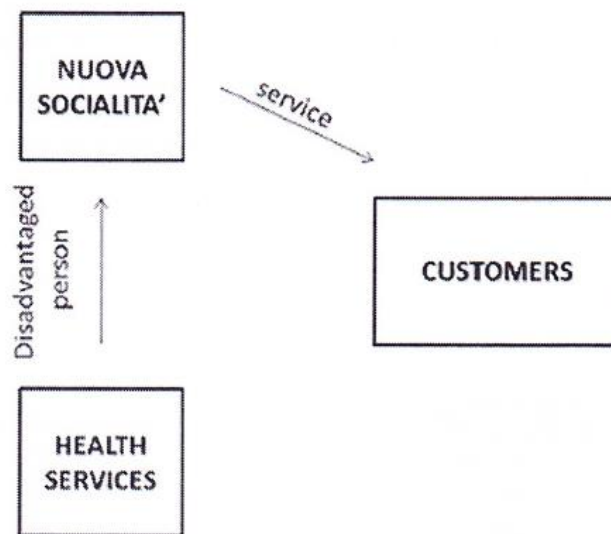 NUOVA
SOCIALITA'
service
Disadvantaged
person
CUSTOMERS
HEALTH
SERVICES